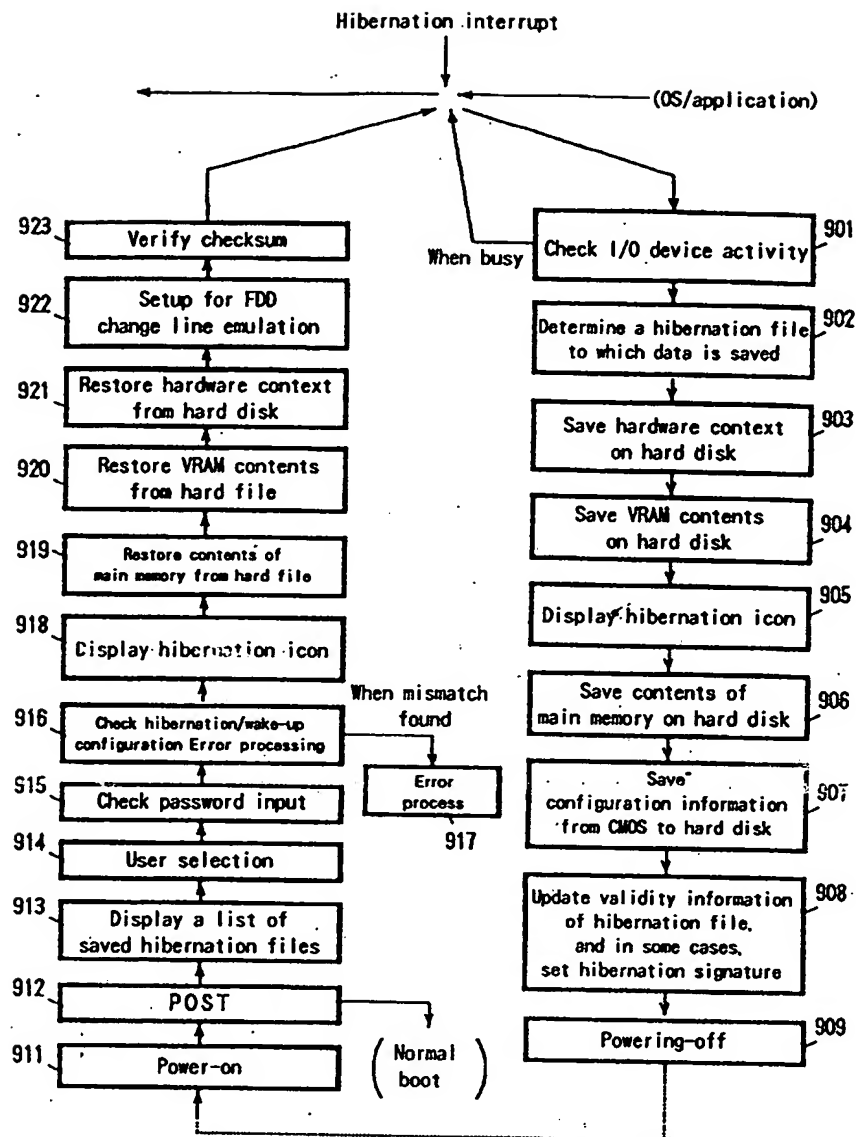 Hibernation interrupt
(OS/application)
923
Verify checksum
922
Setup for FDD
change line emulation
921
Restore hardware context
from hard disk
920
Restore VRAM contents
from hard file
919
Restore contents of
main memory from hard file
918
Display hibernation icon
916
Check hibernation/wake-up
configuration Error processing
When mismatch
found
Error
process
917
915
Check password input
914
User selection
913
Display a list of
saved hibernation files
912
POST
(Normal
boot)
911
Power-on
When busy
901
Check I/O device activity
902
Determine a hibernation file
to which data is saved
903
Save hardware context
on hard disk
904
Save VRAM contents
on hard disk
905
Display hibernation icon
906
Save contents of
main memory on hard disk
907
Save
configuration information
from CMOS to hard disk
908
Update validity information
of hibernation file,
and in some cases,
set hibernation signature
909
Powering-off